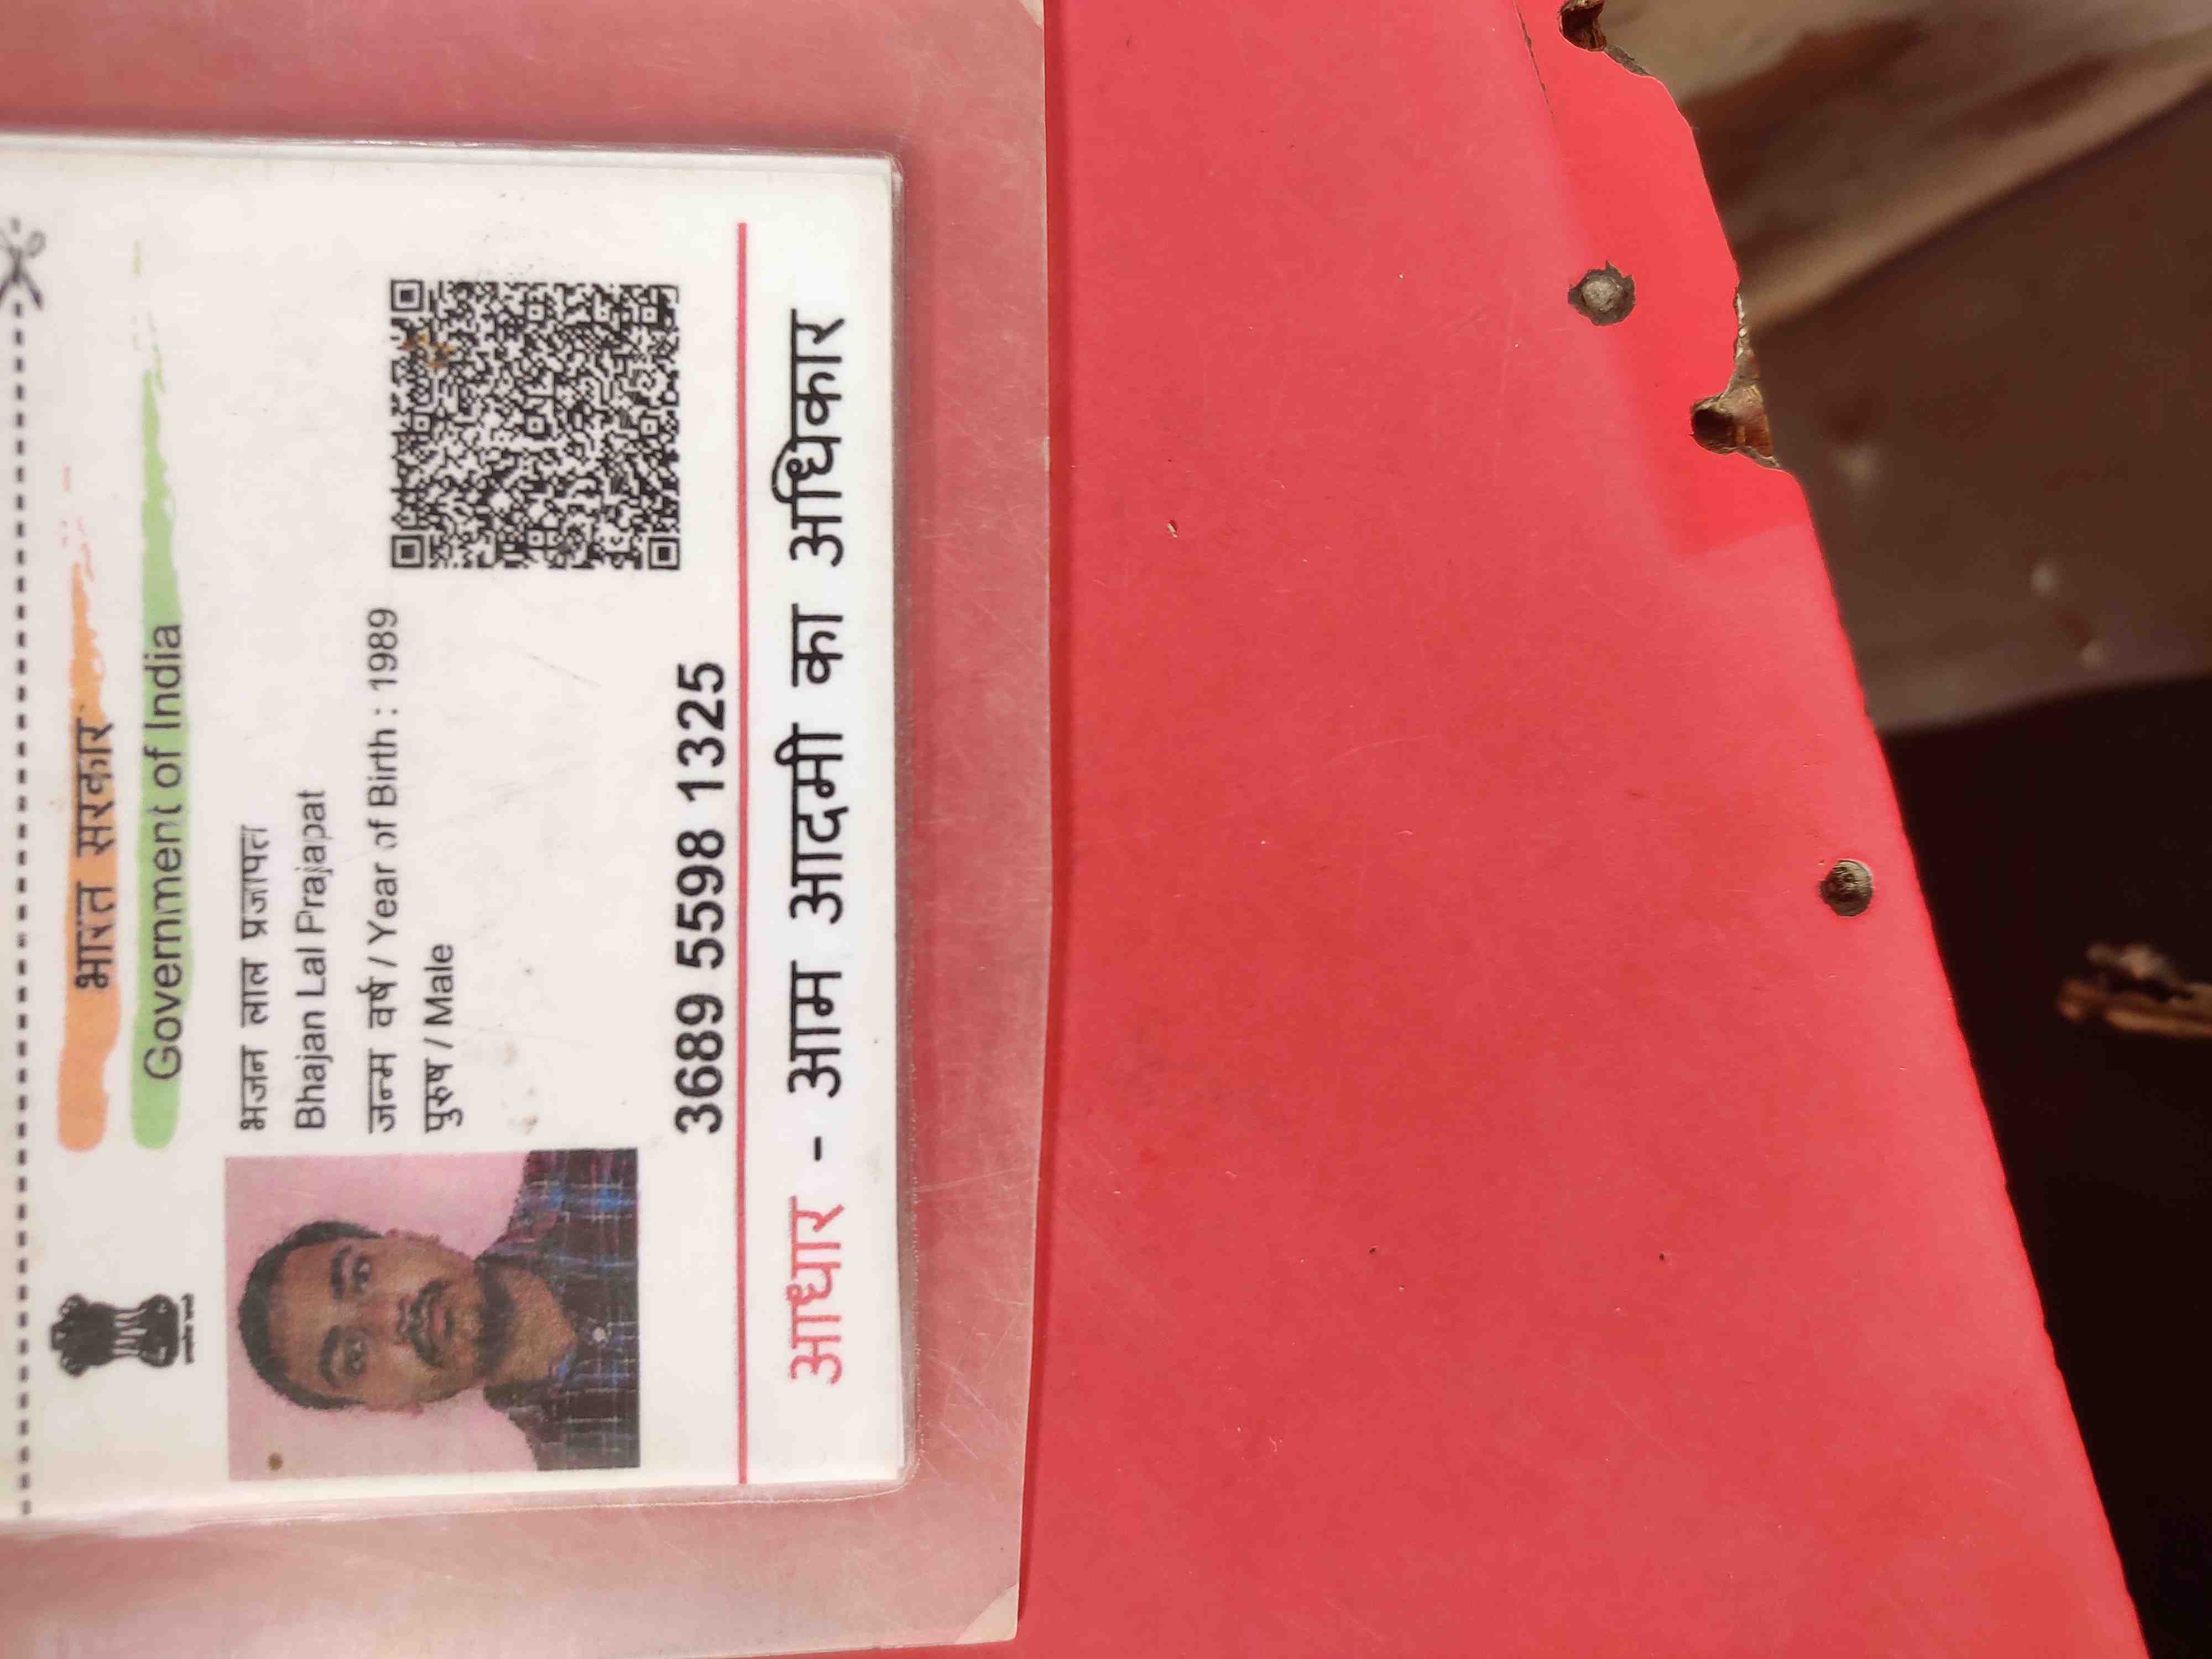 भारत सरकार
Government of India
भजन लाल प्रजापत
Bhajan Lal Prajapat
जन्म वर्ष / Year of Birth : 1989
पुरुष / Male
3689 5598 1325
आधार - आम आदमी का अधिकार